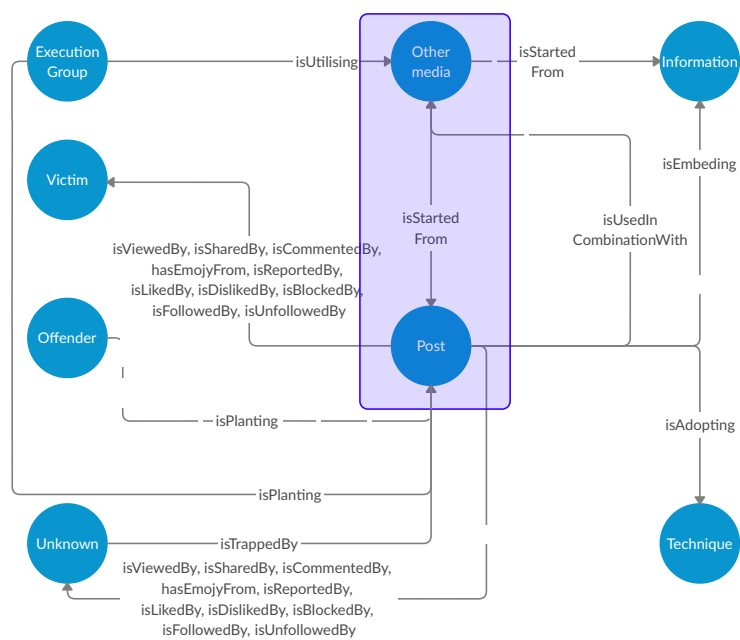 Execution
Group
isUtilising
Other
media
isStarted
From
Information
isEmbeding
Victim
isStarted
From
isUsedIn
CombinationWith
isViewedBy, isSharedBy, isCommentedBy,
hasEmojyFrom, isReportedBy,
isLikedBy, isDislikedBy, isBlockedBy,
isFollowedBy, isUnfollowedBy
Offender
Post
isPlanting
isAdopting
isPlanting
Unknown
isTrappedBy
Technique
isViewedBy, isSharedBy, isCommentedBy,
hasEmojyFrom, isReportedBy,
isLikedBy, isDislikedBy, isBlockedBy,
isFollowedBy, isUnfollowedBy